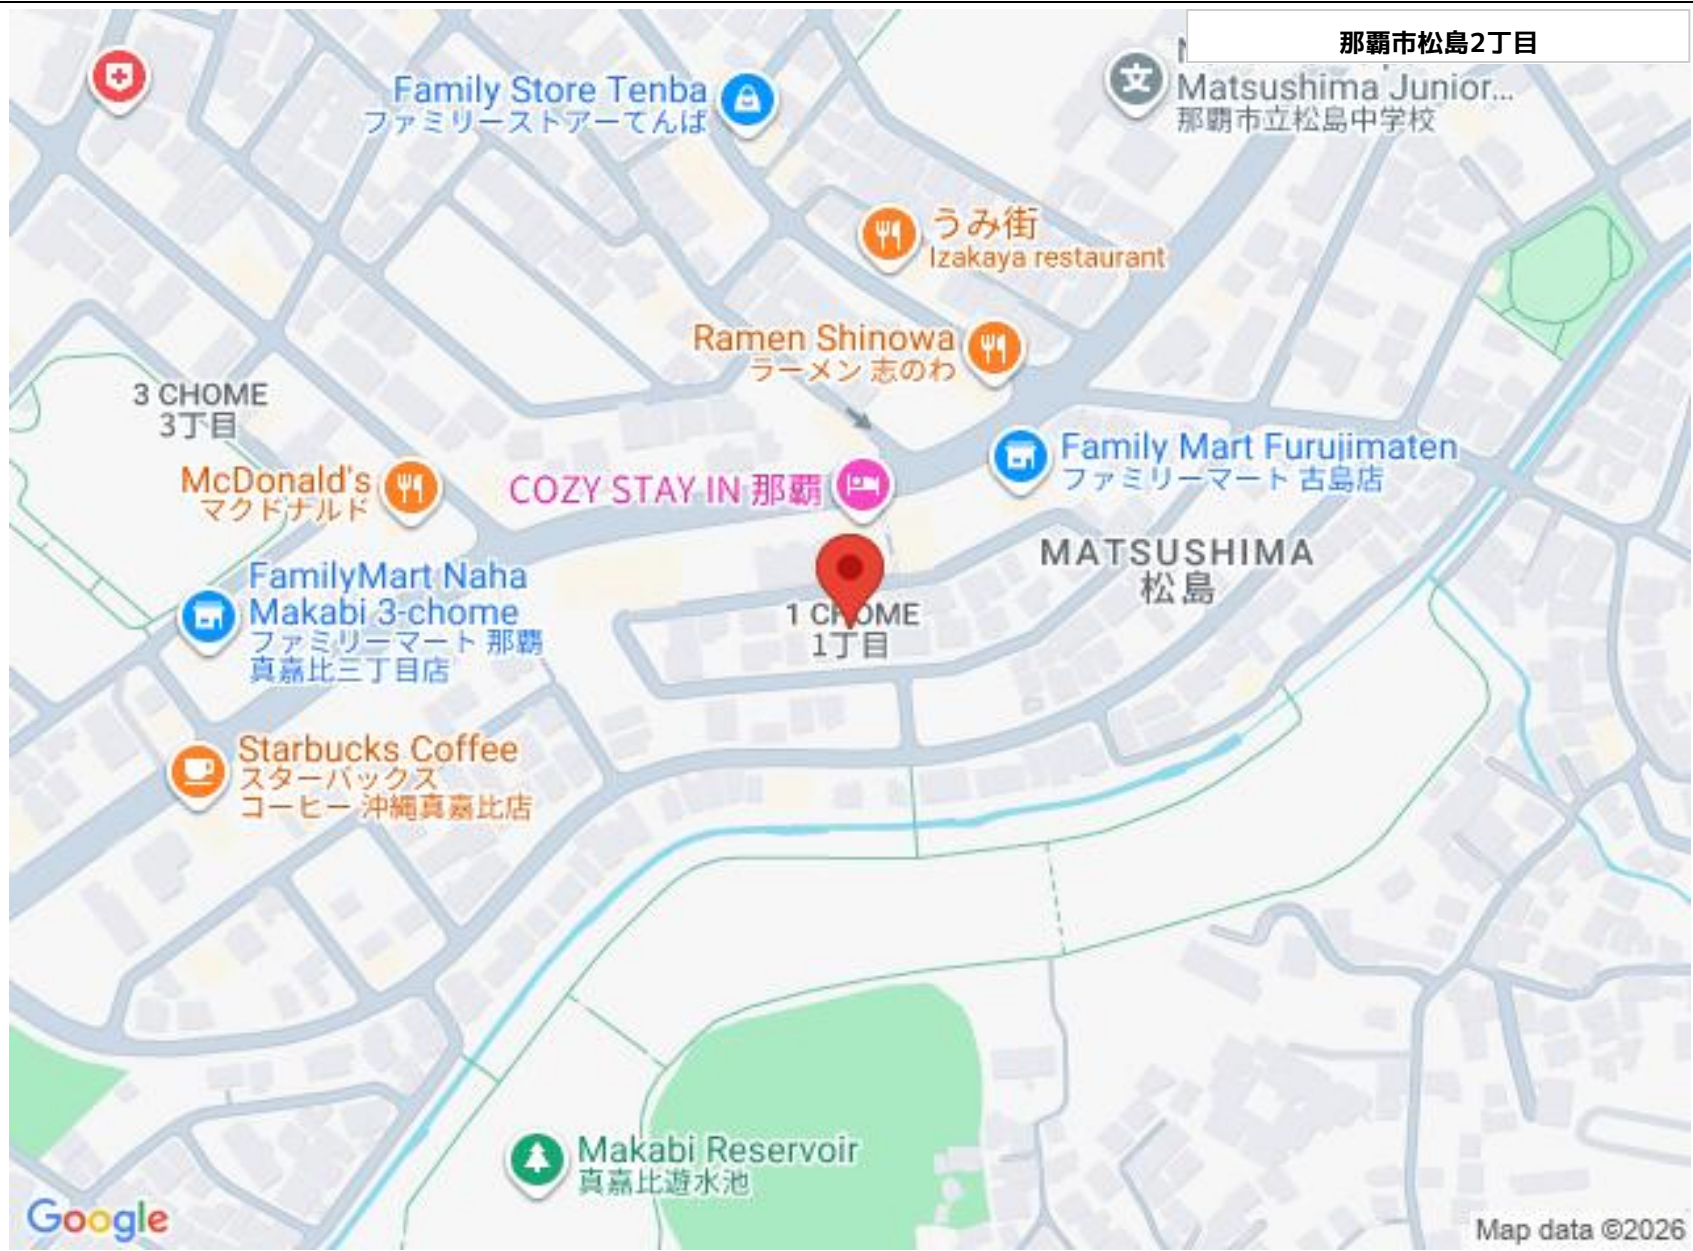 那覇市松島2丁目
Family Store Tenba
ファミリーストアーてんば
Matsushima Junior...
那覇市立松島中学校
うみ街
Izakaya restaurant
Ramen Shinowa
ラーメン 志のわ
3 CHOME
3丁目
McDonald's
マクドナルド
COZY STAY IN 那覇
Family Mart Furujimaten
ファミリーマート 古島店
MATSUSHIMA
松島
FamilyMart Naha
Makabi 3-chome
ファミリーマート 那覇
真嘉比三丁目店
1 CHOME
1丁目
Starbucks Coffee
スターバックス
コーヒー 沖縄真嘉比店
Makabi Reservoir
真嘉比遊水池
Google
Map data ©2026